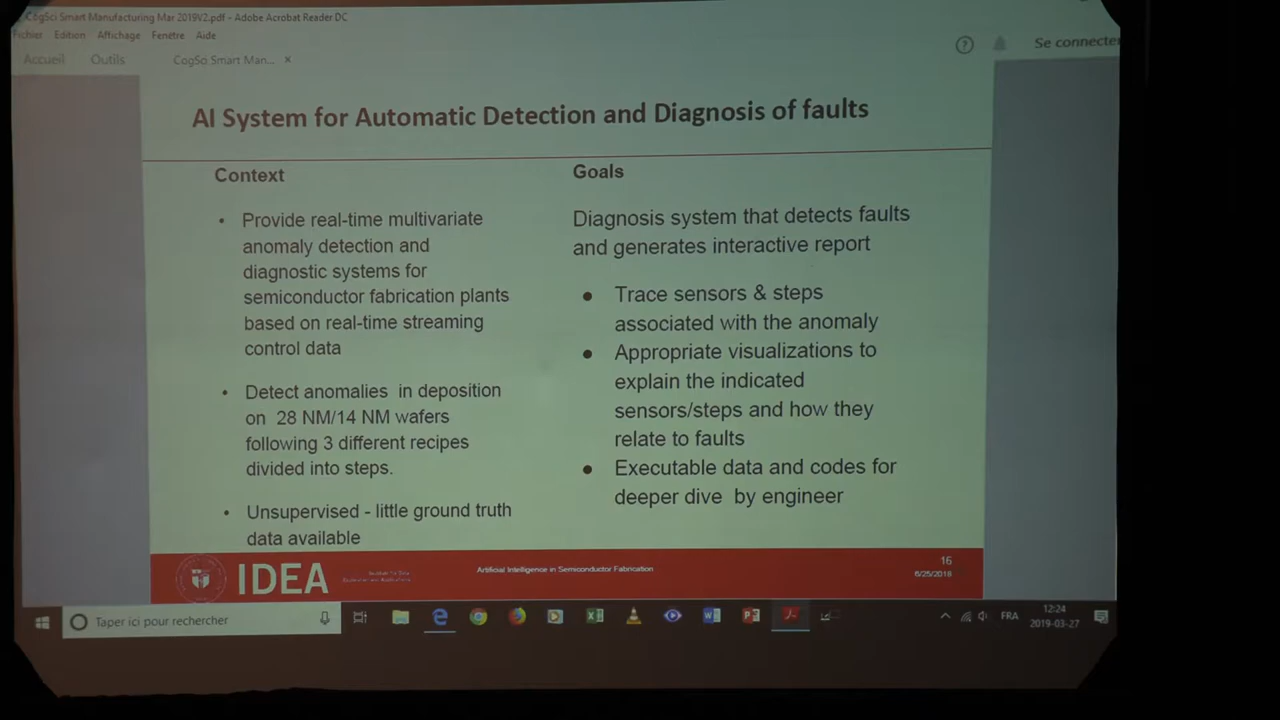 CogSci Smart Manufacturing Mar 2019V2.pdf - Adobe Acrobat Reader DC
Fichier Edition Affichage Fenêtre Aide
Accueil Outils CogSo Smart Man... ×
Se connecter
AI System for Automatic Detection and Diagnosis of faults
Context
• Provide real-time multivariate
anomaly detection and
diagnostic systems for
semiconductor fabrication plants
based on real-time streaming
control data
• Detect anomalies in deposition
on 28 NM/14 NM wafers
following 3 different recipes
divided into steps.
• Unsupervised - little ground truth
data available
Goals
Diagnosis system that detects faults
and generates interactive report
● Trace sensors & steps
associated with the anomaly
● Appropriate visualizations to
explain the indicated
sensors/steps and how they
relate to faults
● Executable data and codes for
deeper dive by engineer
IDEA
Artificial Intelligence in Semiconductor Fabrication
16
6/25/2018
Taper ici pour rechercher
FRA
12:24
2019-03-27